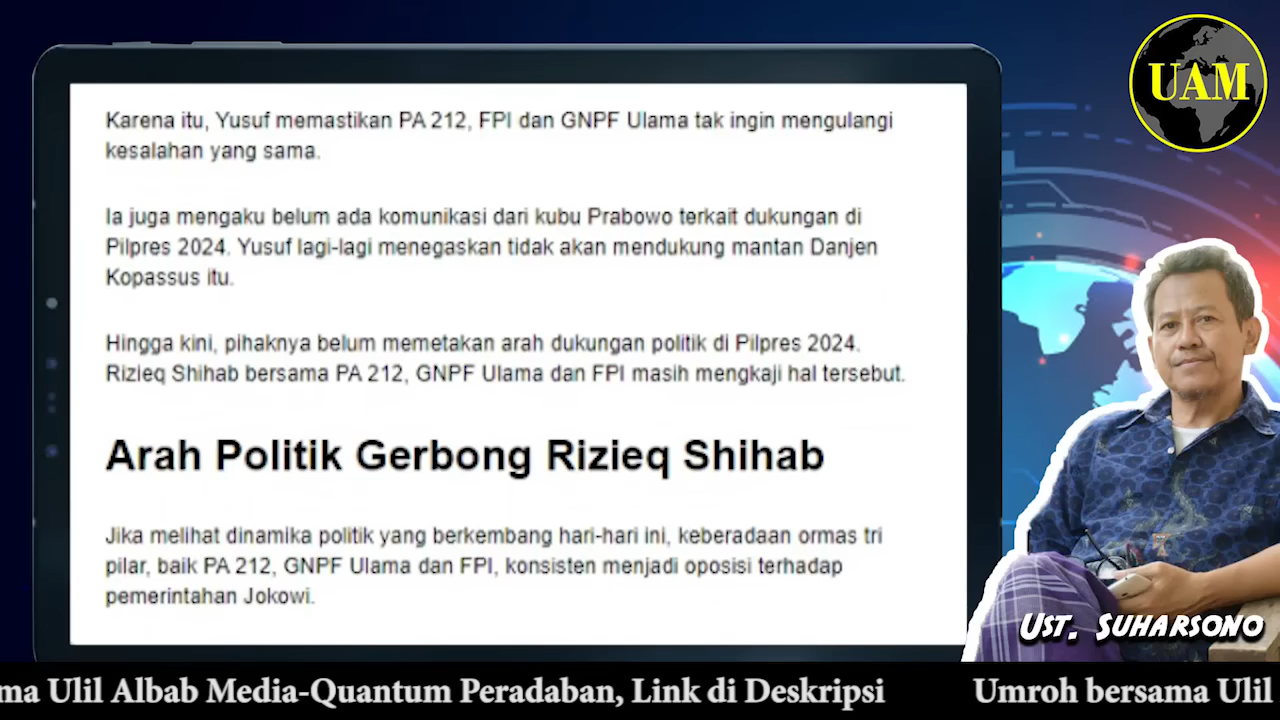 Karena itu, Yusuf memastikan PA 212, FPI dan GNPF Ulama tak ingin mengulangi
kesalahan yang sama.
Ia juga mengaku belum ada komunikasi dari kubu Prabowo terkait dukungan di
Pilpres 2024. Yusuf lagi-lagi menegaskan tidak akan mendukung mantan Danjen
Kopassus itu.
Hingga kini, pihaknya belum memetakan arah dukungan politik di Pilpres 2024.
Rizieq Shihab bersama PA 212, GNPF Ulama dan FPI masih mengkaji hal tersebut.
Arah Politik Gerbong Rizieq Shihab
Jika melihat dinamika politik yang berkembang hari-hari ini, keberadaan ormas tri
pilar, baik PA 212, GNPF Ulama dan FPI, konsisten menjadi oposisi terhadap
pemerintahan Jokowi.
UAM
Ust. Suharsono
ma Ulil Albab Media-Quantum Peradaban, Link di Deskripsi Umroh bersama Ulil